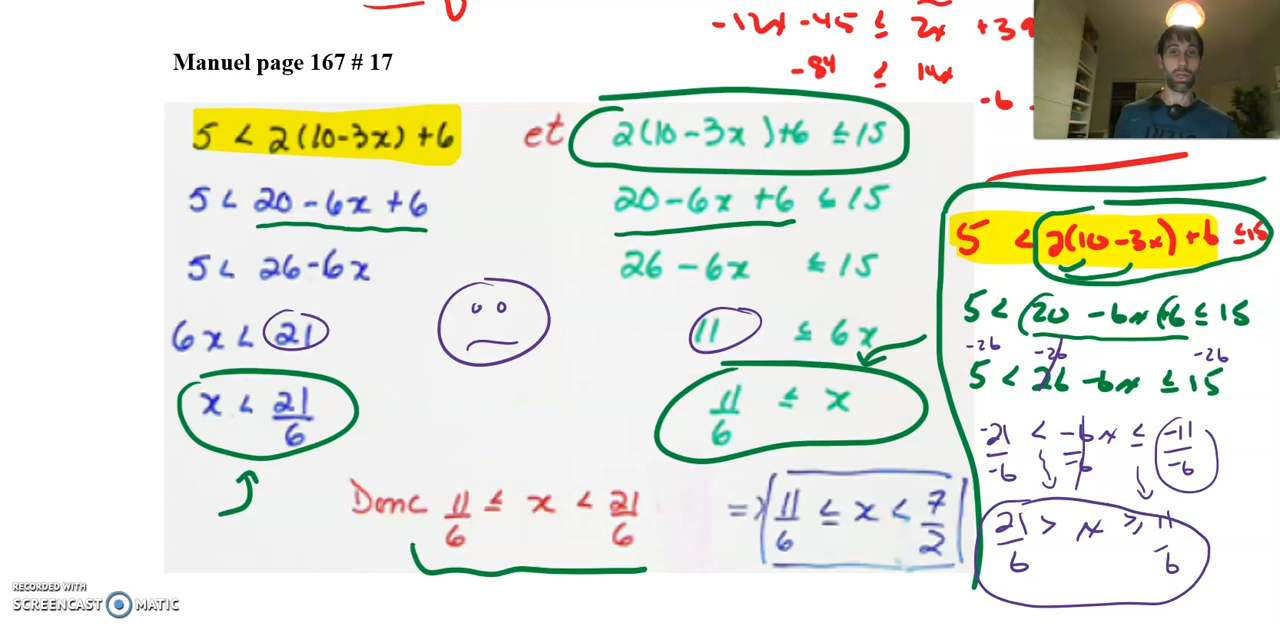 -12x -45 ≤ 2x +39
-84 ≤ 14x
-6
Manuel page 167 # 17
5 < 2(10-3x)+6 et 2(10-3x)+6 ≤ 15
5 < 20-6x+6 20-6x+6 ≤ 15
5 < 26-6x 26-6x ≤ 15
6x < 21 11 ≤ 6x
x < 21/6 11/6 ≤ x
Donc 11/6 ≤ x < 21/6 => 11/6 ≤ x < 7/2
5 < 2(10-3x)+6 ≤ 15
5 < (20 - 6x (+6 ≤ 15
-26 -26 -26
5 < 26 -6x ≤ 15
-21/-6 < -6x/-6 ≤ -11/-6
21/6 > x ≥ 11/6
RECORDED WITH
SCREENCAST MATIC